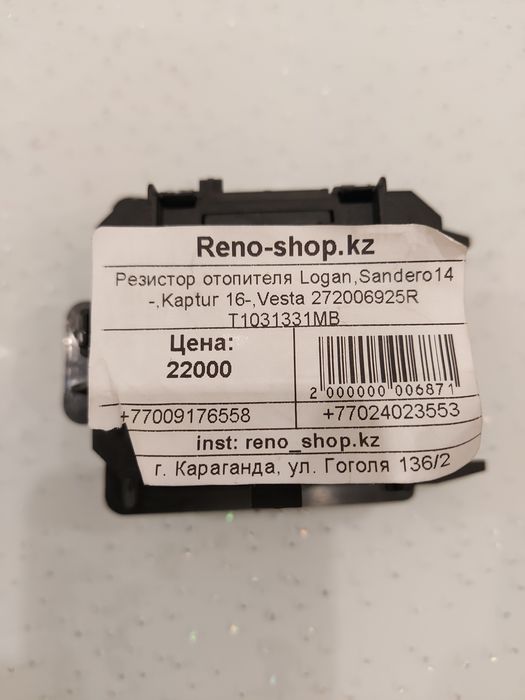 Reno-shop.kz
Резистор отопителя Logan,Sandero14
-,Kaptur 16-,Vesta 272006925R
T1031331MB
Цена:
22000
2 000000 006871
+77009176558
+77024023553
inst: reno_shop.kz
г. Караганда, ул. Гоголя 136/2